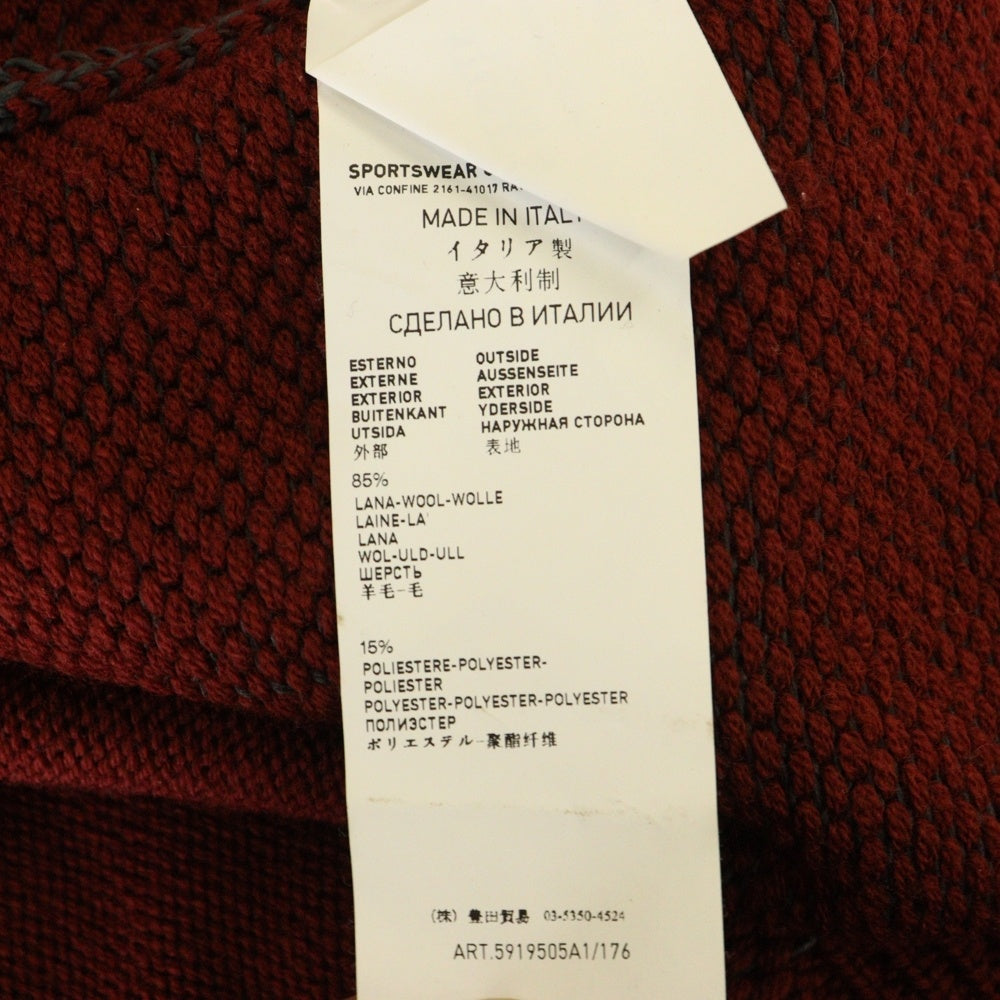 SPORTSWEAR
VIA CONFINE 2161-41017
MADE IN ITALY
イタリア製
意大利制
СДЕЛАНО В ИТАЛИИ
ESTERNO OUTSIDE
EXTERNE AUSSENSEITE
EXTERIOR EXTERIOR
BUITENKANT YDERSIDE
UTSIDA НАРУЖНАЯ СТОРОНА
外部 表地
85%
LANA-WOOL-WOLLE
LAINE-LA'
LANA
WOL-ULD-ULL
ШЕРСТЬ
羊毛-毛
15%
POLIESTERE-POLYESTER-
POLIESTER
POLYESTER-POLYESTER-POLYESTER
ПОЛИЭСТЕР
ポリエステル-聚酯纤维
(株) 豊田貿易 03-5350-4524
ART.5919505A1/176